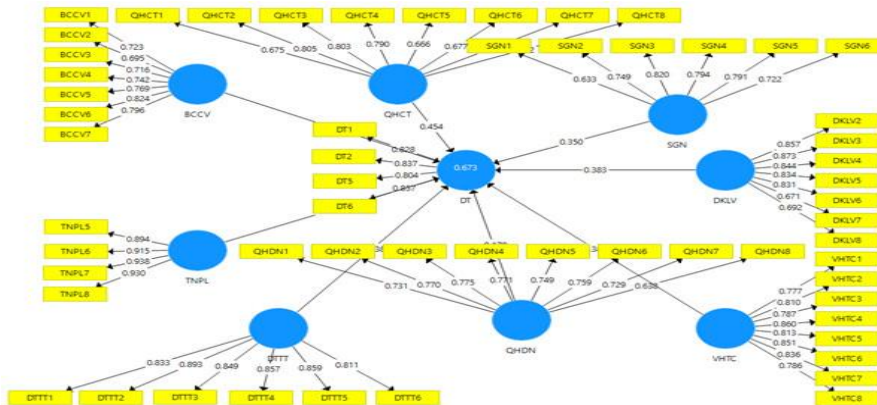 BCCV1
BCCV2
BCCV3
BCCV4
BCCV5
BCCV6
BCCV7
0.723
0.695
0.716
0.742
0.769
0.824
0.796
BCCV
QHCT1 QHCT2 QHCT3 QHCT4 QHCT5 QHCT6 QHCT7 QHCT8
0.675 0.805 0.803 0.790 0.666 0.677
QHCT
SGN1 SGN2 SGN3 SGN4 SGN5 SGN6
0.633 0.749 0.820 0.794 0.791 0.722
SGN
0.454
0.350
0.383
DT1
DT2
DT5
DT6
0.828
0.837
0.804
0.857
0.673
DT
DKLV2
DKLV3
DKLV4
DKLV5
DKLV6
DKLV7
DKLV8
0.857
0.873
0.844
0.834
0.831
0.671
0.692
DKLV
TNPL5
TNPL6
TNPL7
TNPL8
0.894
0.915
0.938
0.930
TNPL
QHDN1 QHDN2 QHDN3 QHDN4 QHDN5 QHDN6 QHDN7 QHDN8
0.731 0.770 0.775 0.771 0.749 0.759 0.729 0.638
QHDN
VHTC1
VHTC2
VHTC3
VHTC4
VHTC5
VHTC6
VHTC7
VHTC8
0.777
0.810
0.787
0.860
0.813
0.851
0.836
0.786
VHTC
DTTT
0.833 0.893 0.849 0.857 0.859 0.811
DTTT1 DTTT2 DTTT3 DTTT4 DTTT5 DTTT6